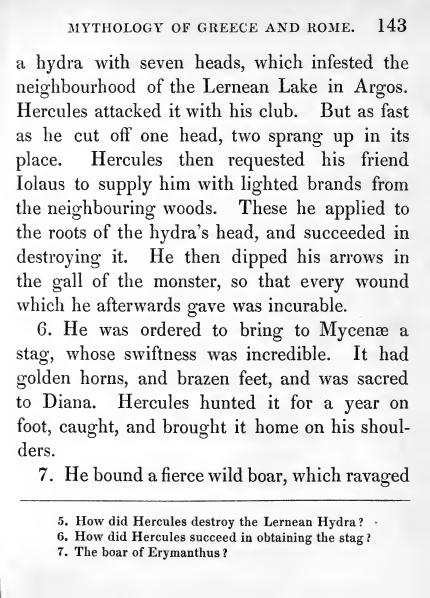 MYTHOLOGY OF GREECE AND ROME. 143
a hydra with seven heads, which infested the
neighbourhood of the Lernean Lake in Argos.
Hercules attacked it with his club. But as fast
as he cut off one head, two sprang up in its
place. Hercules then requested his friend
Iolaus to supply him with lighted brands from
the neighbouring woods. These he applied to
the roots of the hydra's head, and succeeded in
destroying it. He then dipped his arrows in
the gall of the monster, so that every wound
which he afterwards gave was incurable.
6. He was ordered to bring to Mycenæ a
stag, whose swiftness was incredible. It had
golden horns, and brazen feet, and was sacred
to Diana. Hercules hunted it for a year on
foot, caught, and brought it home on his shoul-
ders.
7. He bound a fierce wild boar, which ravaged
5. How did Hercules destroy the Lernean Hydra?
6. How did Hercules succeed in obtaining the stag?
7. The boar of Erymanthus?